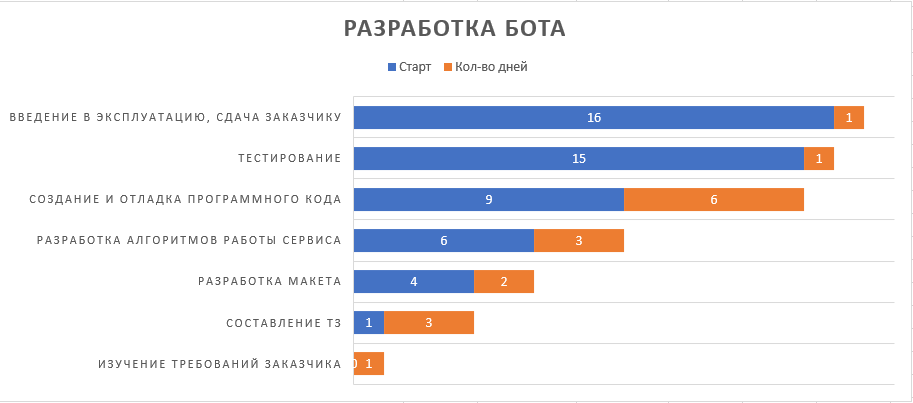 РАЗРАБОТКА БОТА
Старт Кол-во дней
ВВЕДЕНИЕ В ЭКСПЛУАТАЦИЮ, СДАЧА ЗАКАЗЧИКУ 16 1
ТЕСТИРОВАНИЕ 15 1
СОЗДАНИЕ И ОТЛАДКА ПРОГРАММНОГО КОДА 9 6
РАЗРАБОТКА АЛГОРИТМОВ РАБОТЫ СЕРВИСА 6 3
РАЗРАБОТКА МАКЕТА 4 2
СОСТАВЛЕНИЕ ТЗ 1 3
ИЗУЧЕНИЕ ТРЕБОВАНИЙ ЗАКАЗЧИКА 0 1